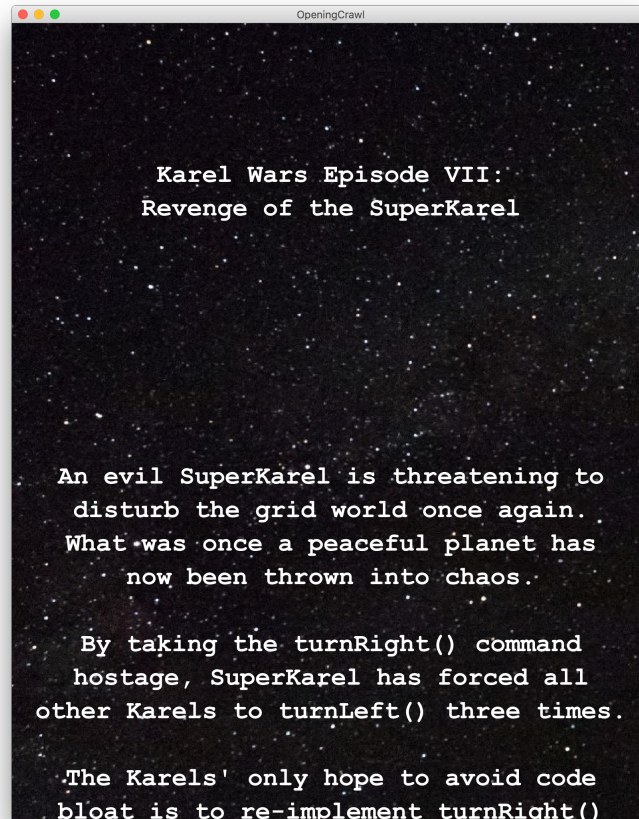 OpeningCrawl
Karel Wars Episode VII:
Revenge of the SuperKarel
An evil SuperKarel is threatening to
disturb the grid world once again.
What was once a peaceful planet has
now been thrown into chaos.
By taking the turnRight() command
hostage, SuperKarel has forced all
other Karels to turnLeft() three times.
The Karels' only hope to avoid code
bloat is to re-implement turnRight()